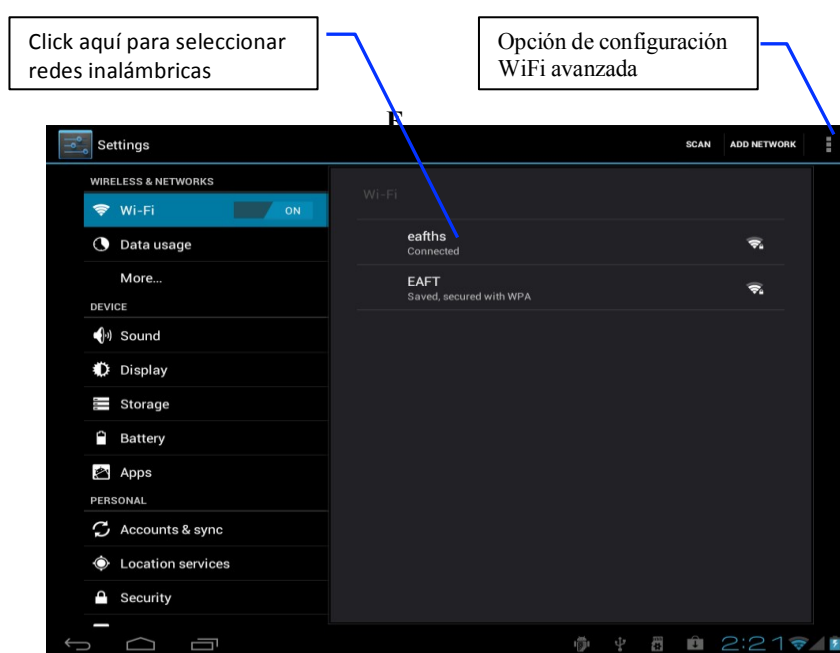 Click aquí para seleccionar
redes inalámbricas
Opción de configuración
WiFi avanzada
Settings
SCAN
ADD NETWORK
WIRELESS & NETWORKS
Wi-Fi
ON
Data usage
More...
DEVICE
Sound
Display
Storage
Battery
Apps
PERSONAL
Accounts & sync
Location services
Security
Wi-Fi
eafths
Connected
EAFT
Saved, secured with WPA
2:21